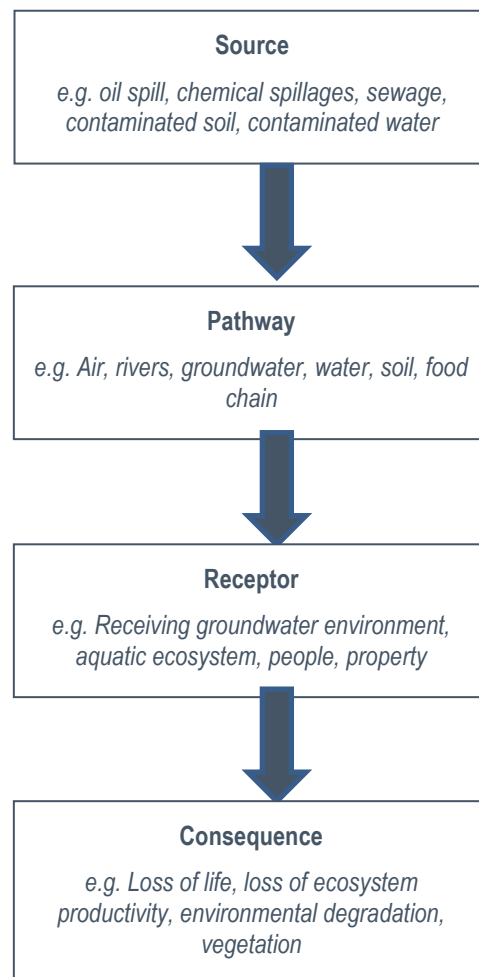 Source
e.g. oil spill, chemical spillages, sewage,
contaminated soil, contaminated water
Pathway
e.g. Air, rivers, groundwater, water, soil, food
chain
Receptor
e.g. Receiving groundwater environment,
aquatic ecosystem, people, property
Consequence
e.g. Loss of life, loss of ecosystem
productivity, environmental degradation,
vegetation